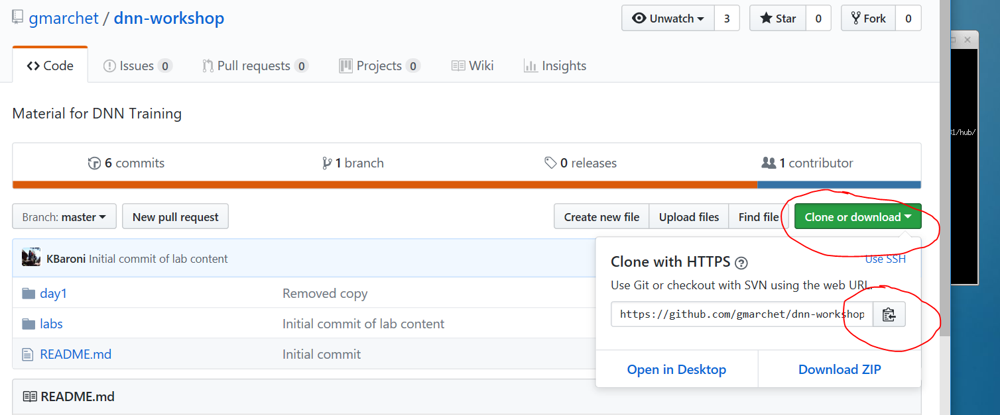 gmarchet / dnn-workshop
Unwatch 3
Star 0
Fork 0
Code
Issues 0
Pull requests 0
Projects 0
Wiki
Insights
Material for DNN Training
6 commits
1 branch
0 releases
1 contributor
Branch: master
New pull request
Create new file
Upload files
Find file
Clone or download
KBaroni Initial commit of lab content
day1 Removed copy
labs Initial commit of lab content
README.md Initial commit
README.md
Clone with HTTPS
Use SSH
Use Git or checkout with SVN using the web URL.
https://github.com/gmarchet/dnn-workshop
Open in Desktop
Download ZIP
1/hub/